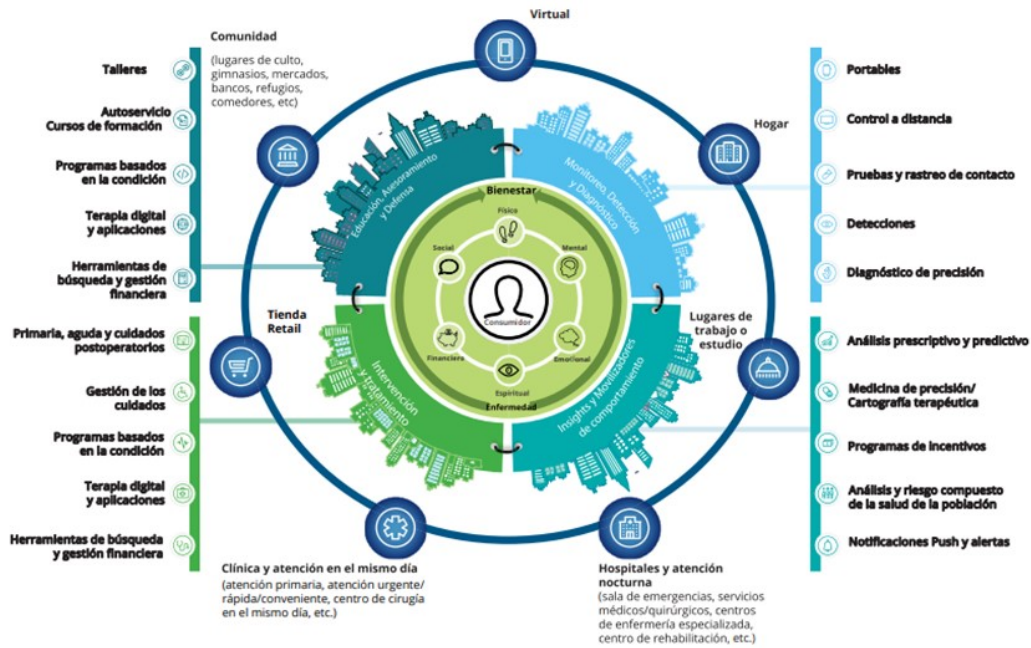 Virtual
Comunidad
(lugares de culto,
gimnasios, mercados,
bancos, refugios,
comedores, etc)
Talleres
Autoservicio
Cursos de formación
Programas basados
en la condición
Terapia digital
y aplicaciones
Herramientas de
búsqueda y gestión
financiera
Primaria, aguda y cuidados
postoperatorios
Gestión de los
cuidados
Programas basados
en la condición
Terapia digital
y aplicaciones
Herramientas de búsqueda
y gestión financiera
Hogar
Portables
Control a distancia
Pruebas y rastreo de contacto
Detecciones
Diagnóstico de precisión
Lugares de
trabajo o
estudio
Análisis prescriptivo y predictivo
Medicina de precisión/
Cartografía terapéutica
Programas de incentivos
Análisis y riesgo compuesto
de la salud de la población
Notificaciones Push y alertas
Tienda
Retail
Educación, Asesoramiento
y Defensa
Monitoreo, Detección
y Diagnóstico
Intervención
y tratamiento
Insights y Movilizadores
de comportamiento
Bienestar
Físico
Social
Mental
Consumidor
Financiera
Emocional
Espiritual
Enfermedad
Clínica y atención en el mismo día
(atención primaria, atención urgente/
rápida/conveniente, centro de cirugía
en el mismo día, etc.)
Hospitales y atención
nocturna
(sala de emergencias, servicios
médicos/quirúrgicos, centros
de enfermería especializada,
centro de rehabilitación, etc.)